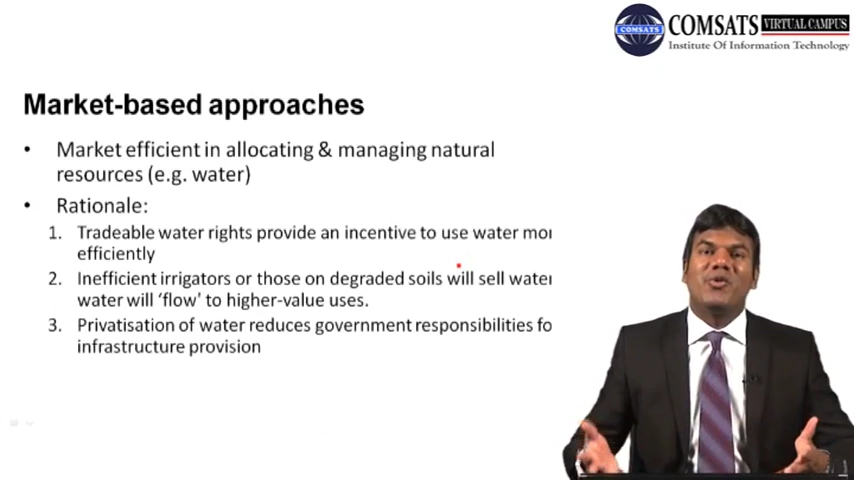 COMSATS
COMSATS VIRTUAL CAMPUS
Institute Of Information Technology
Market-based approaches
• Market efficient in allocating & managing natural
resources (e.g. water)
• Rationale:
1. Tradeable water rights provide an incentive to use water
efficiently
2. Inefficient irrigators or those on degraded soils will sell water
water will ‘flow’ to higher-value uses.
3. Privatisation of water reduces government responsibilities
infrastructure provision